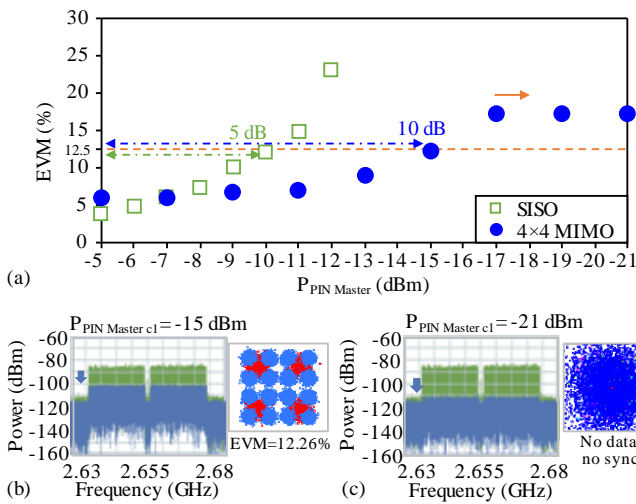 30
25
20
15
12.5
10
5
0
EVM (%)
5 dB
10 dB
SISO
4×4 MIMO
-5 -6 -7 -8 -9 -10 -11 -12 -13 -14 -15 -16 -17 -18 -19 -20 -21
P PIN Master (dBm)
(a)
P PIN Master c1 = -15 dBm
-60
-80
-100
-120
-140
-160
Power (dBm)
2.63 2.655 2.68
Frequency (GHz)
EVM=12.26%
(b)
P PIN Master c1 = -21 dBm
-60
-80
-100
-120
-140
-160
Power (dBm)
2.63 2.655 2.68
Frequency (GHz)
No data
no sync
(c)